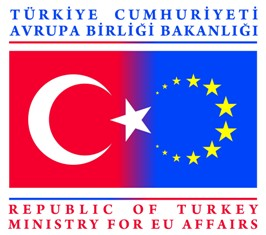 TÜRKİYE CUMHURİYETİ
AVRUPA BİRLİĞİ BAKANLIĞI
REPUBLIC OF TURKEY
MINISTRY FOR EU AFFAIRS